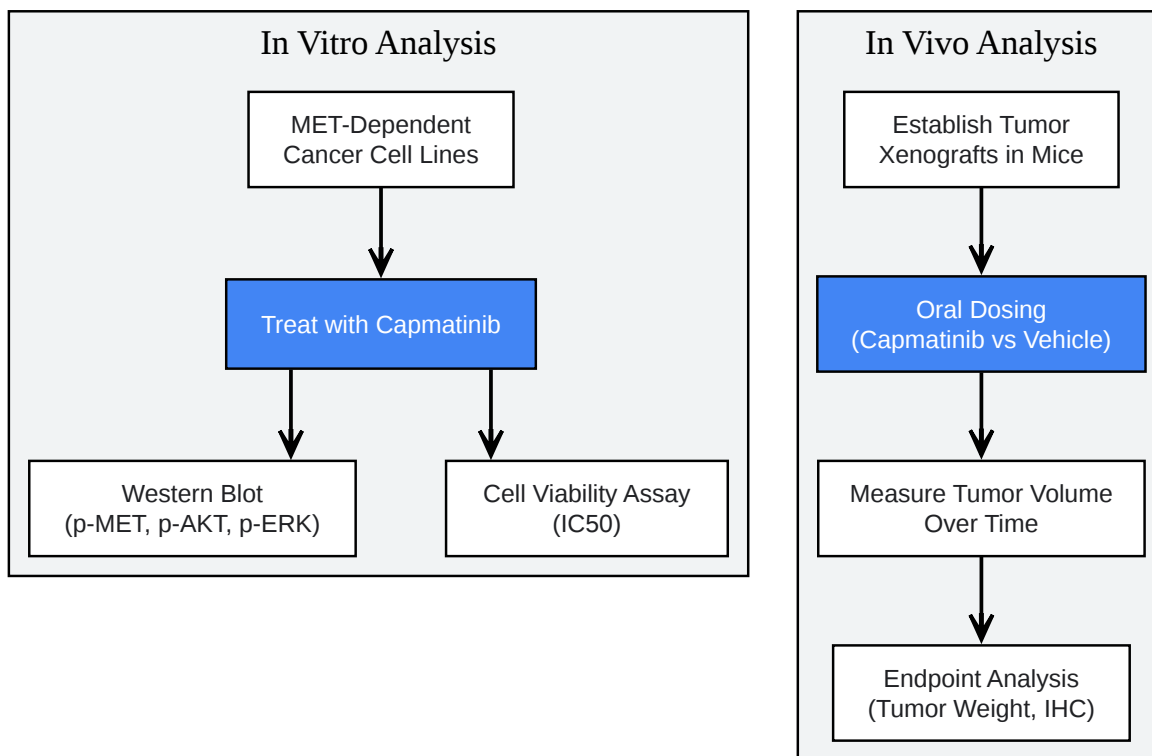 In Vitro Analysis
MET-Dependent
Cancer Cell Lines
Treat with Capmatinib
Western Blot
(p-MET, p-AKT, p-ERK)
Cell Viability Assay
(IC50)
In Vivo Analysis
Establish Tumor
Xenografts in Mice
Oral Dosing
(Capmatinib vs Vehicle)
Measure Tumor Volume
Over Time
Endpoint Analysis
(Tumor Weight, IHC)